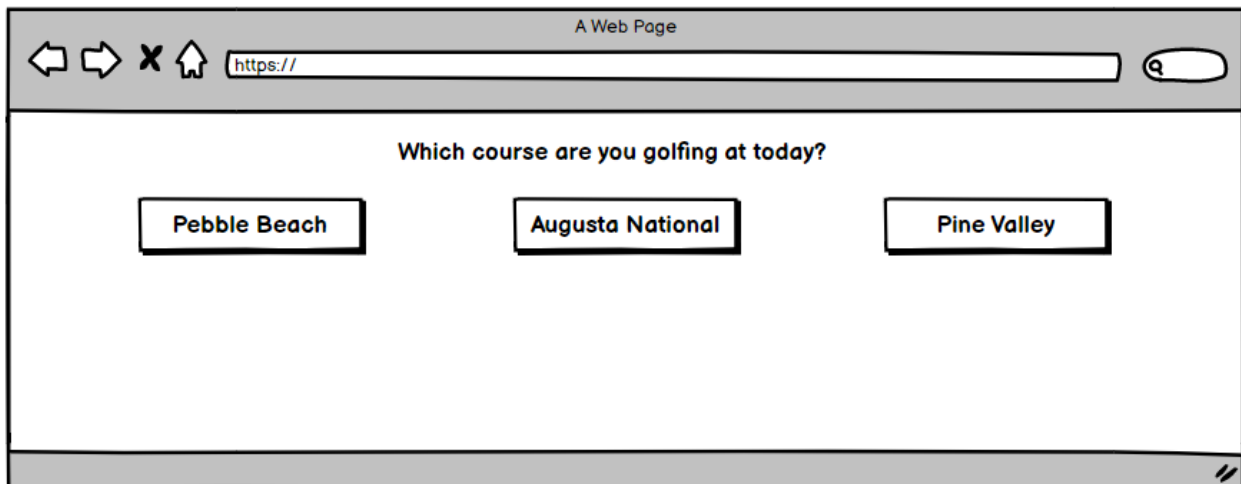 A Web Page
https://
Which course are you golfing at today?
Pebble Beach
Augusta National
Pine Valley